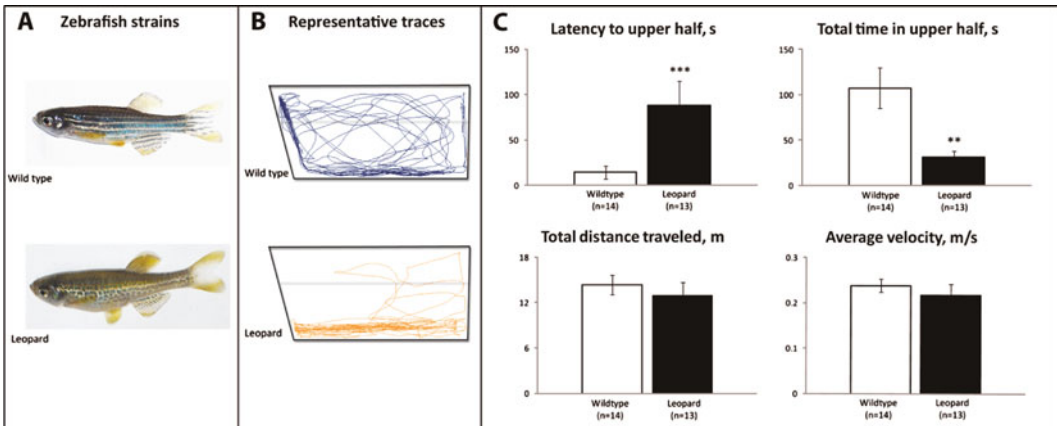 A Zebrafish strains
Wild type
Leopard
B Representative traces
Wild type
Leopard
C
Latency to upper half, s
150
100
50
0
***
Wildtype
(n=14)
Leopard
(n=13)
Total time in upper half, s
150
100
50
0
**
Wildtype
(n=14)
Leopard
(n=13)
Total distance traveled, m
18
12
6
0
Wildtype
(n=14)
Leopard
(n=13)
Average velocity, m/s
0.3
0.2
0.1
0
Wildtype
(n=14)
Leopard
(n=13)